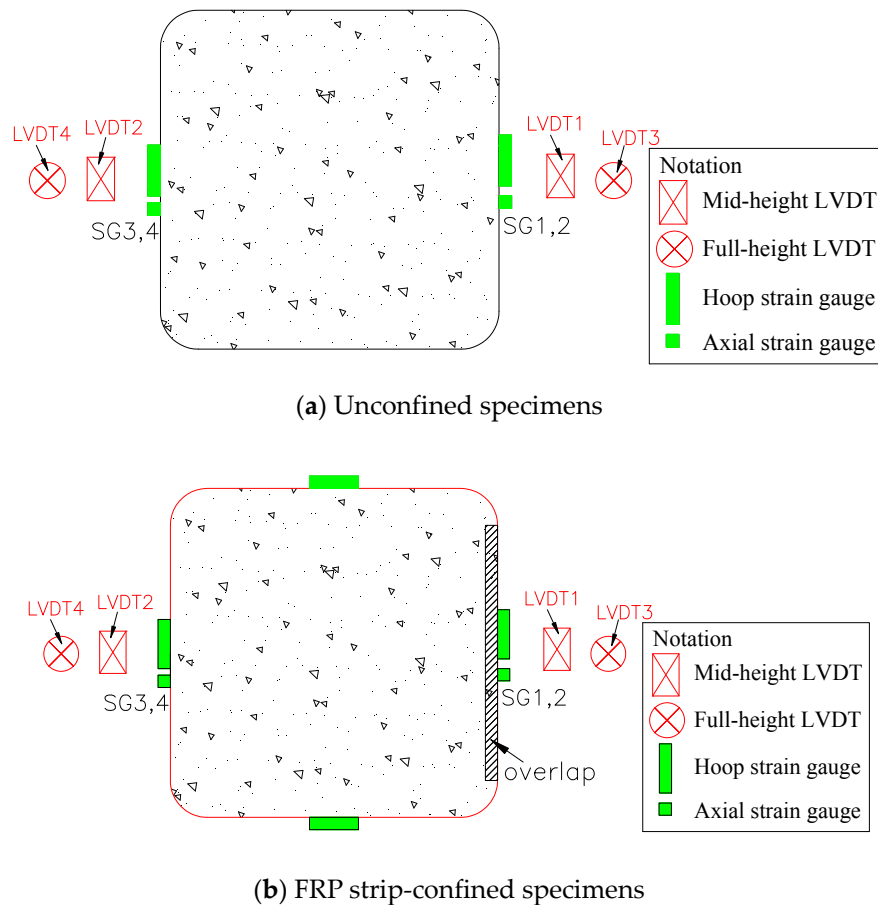 LVDT4
LVDT2
LVDT1
LVDT3
SG3,4
SG1,2
Notation
Mid-height LVDT
Full-height LVDT
Hoop strain gauge
Axial strain gauge
(a) Unconfined specimens
LVDT4
LVDT2
LVDT1
LVDT3
SG3,4
SG1,2
overlap
Notation
Mid-height LVDT
Full-height LVDT
Hoop strain gauge
Axial strain gauge
(b) FRP strip-confined specimens